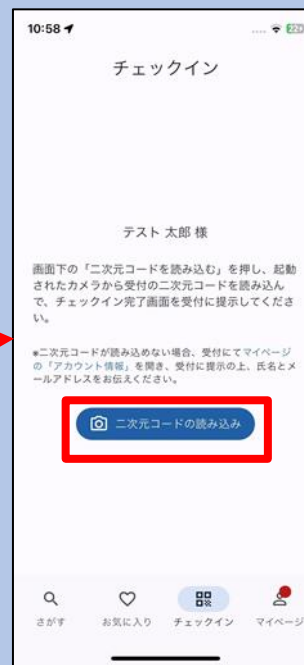 10:58
チェックイン
テスト 太郎 様
画面下の「二次元コードを読み込む」を押し、起動
されたカメラから受付の二次元コードを読み込ん
で、チェックイン完了画面を受付に提示してくださ
い。
※二次元コードが読み込めない場合、受付にてマイページ
の「アカウント情報」を開き、受付に提示の上、氏名とメ
ールアドレスをお伝えください。
二次元コードの読み込み
さがす
お気に入り
チェックイン
マイページ